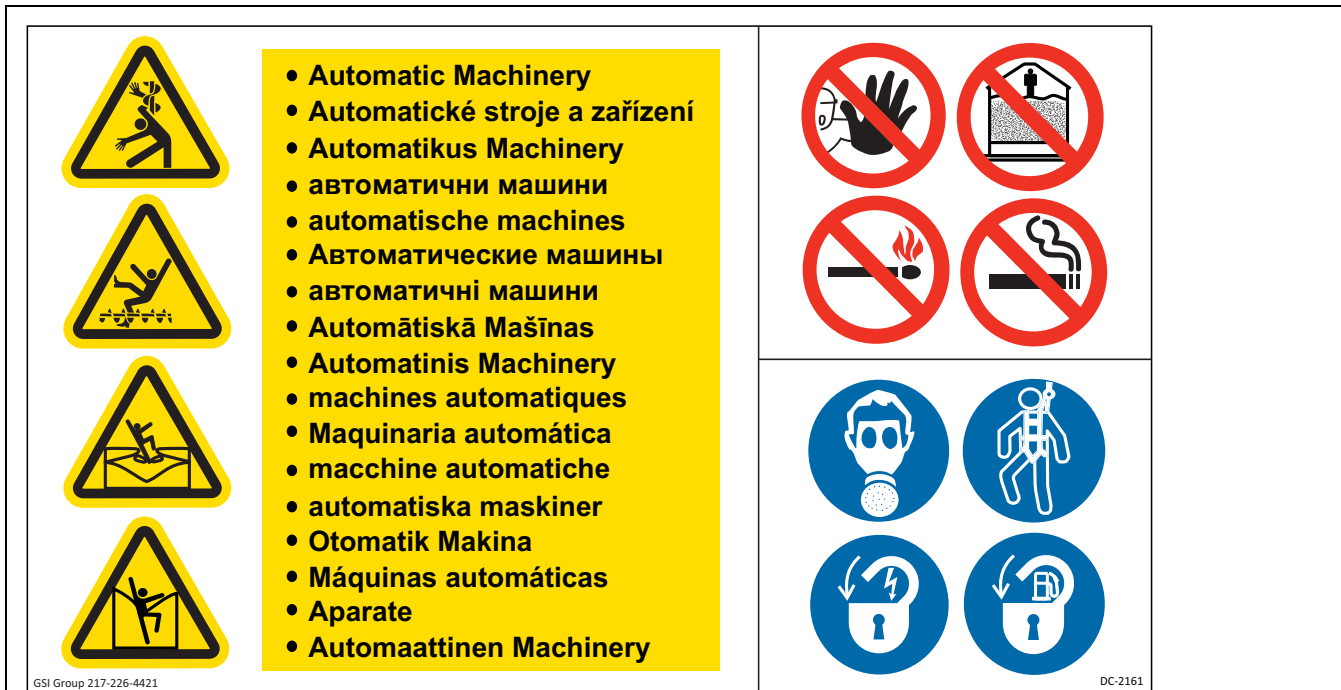 • Automatic Machinery
• Automatické stroje a zařízení
• Automatikus Machinery
• автоматични машини
• automatische machines
• Автоматические машины
• автоматичні машини
• Automātiskā Mašīnas
• Automatinis Machinery
• machines automatiques
• Maquinaria automática
• macchine automatiche
• automatiska maskiner
• Otomatik Makina
• Máquinas automáticas
• Aparate
• Automaattinen Machinery
GSI Group 217-226-4421
DC-2161